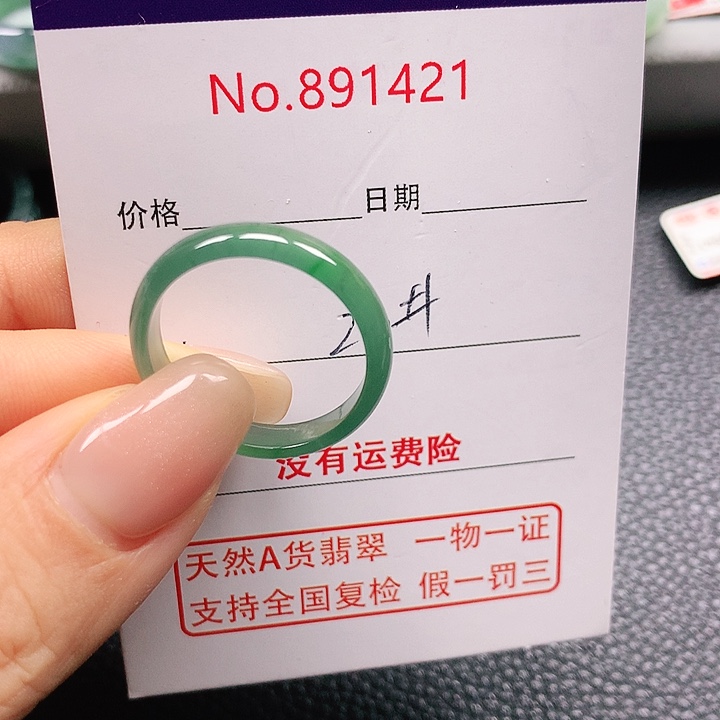 No.891421
价格 日期
井
没有运费险
天然A货翡翠 一物一证
支持全国复检 假一罚三